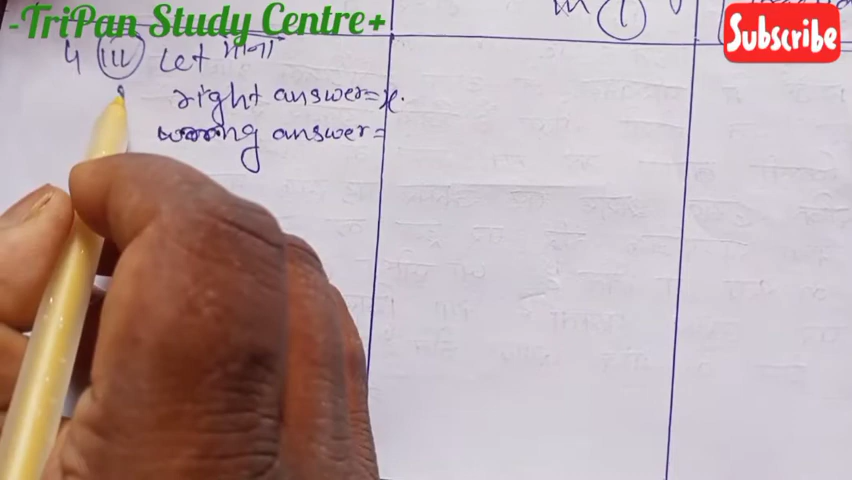 -TriPan Study Centre+
Subscribe
4 (iii) Let माना
right answer = x.
wrong answer =